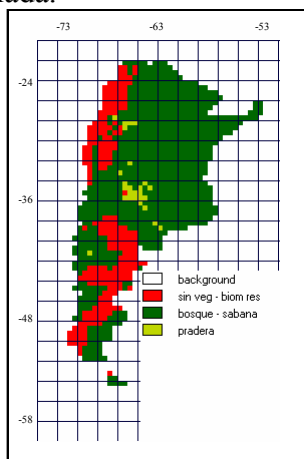 -73 -63 -53
-24
-36
-48
-58
background
sin veg - biom res
bosque - sabana
pradera